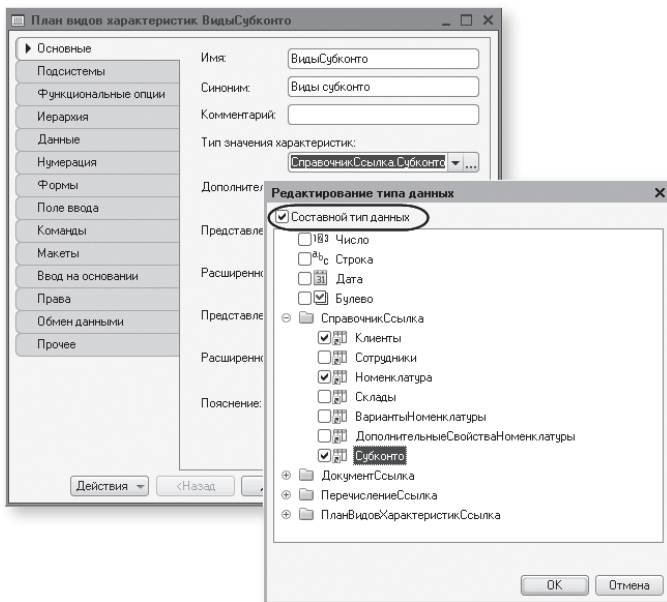 План видов характеристик ВидыСубконто
Основные
Подсистемы
Функциональные опции
Иерархия
Данные
Нумерация
Формы
Поле ввода
Команды
Макеты
Ввод на основании
Права
Обмен данными
Прочее
Имя:
ВидыСубконто
Синоним:
Виды субконто
Комментарий:
Тип значения характеристик:
СправочникСсылка.Субконто
...
Дополнител
Представле
Расширенно
Представле
Расширенно
Пояснение:
Действия
<Назад
Редактирование типа данных
Составной тип данных
Число
Строка
Дата
Булево
СправочникСсылка
Клиенты
Сотрудники
Номенклатура
Склады
ВариантыНоменклатуры
ДополнительныеСвойстваНоменклатуры
Субконто
ДокументСсылка
ПеречислениеСсылка
ПланВидовХарактеристикСсылка
OK
Отмена